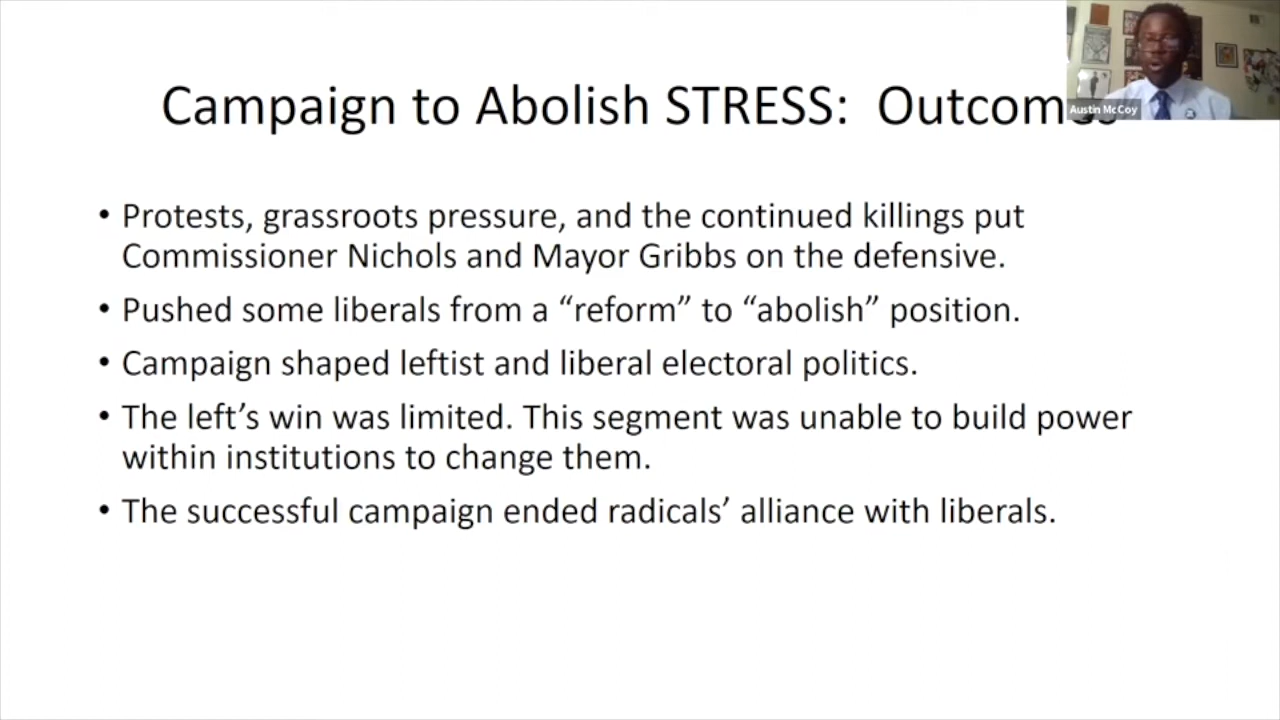 Campaign to Abolish STRESS: Outcomes
Austin McCoy
• Protests, grassroots pressure, and the continued killings put
Commissioner Nichols and Mayor Gribbs on the defensive.
• Pushed some liberals from a “reform” to “abolish” position.
• Campaign shaped leftist and liberal electoral politics.
• The left’s win was limited. This segment was unable to build power
within institutions to change them.
• The successful campaign ended radicals’ alliance with liberals.